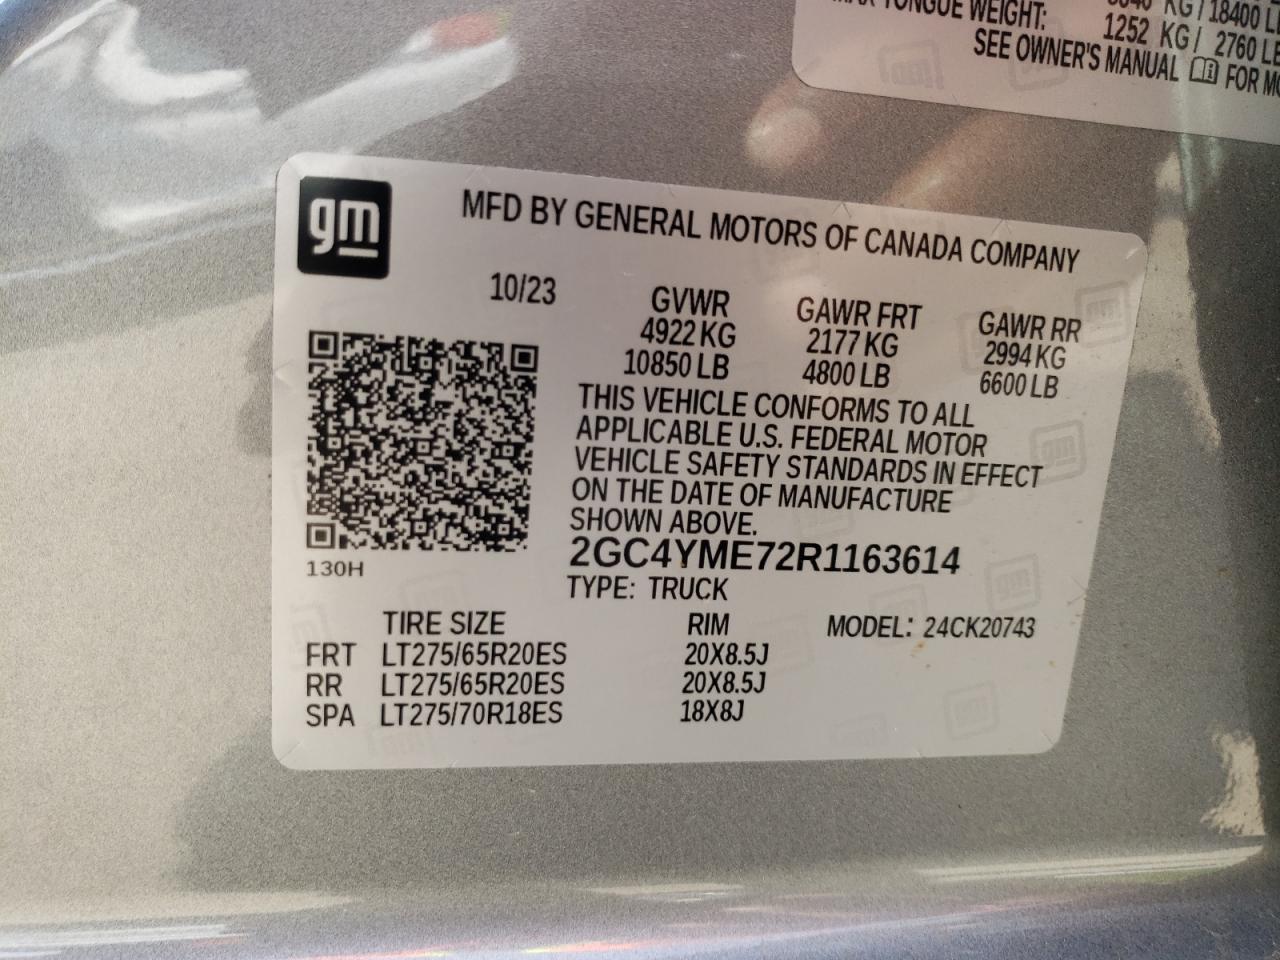 KG/18400 L
MAX TONGUE WEIGHT: 1252 KG/ 2760 LB
SEE OWNER'S MANUAL FOR MO
gm
MFD BY GENERAL MOTORS OF CANADA COMPANY
10/23 GVWR GAWR FRT GAWR RR
4922 KG 2177 KG 2994 KG
10850 LB 4800 LB 6600 LB
THIS VEHICLE CONFORMS TO ALL
APPLICABLE U.S. FEDERAL MOTOR
VEHICLE SAFETY STANDARDS IN EFFECT
ON THE DATE OF MANUFACTURE
SHOWN ABOVE.
2GC4YME72R1163614
130H
TYPE: TRUCK
TIRE SIZE RIM MODEL: 24CK20743
FRT LT275/65R20ES 20X8.5J
RR LT275/65R20ES 20X8.5J
SPA LT275/70R18ES 18X8J